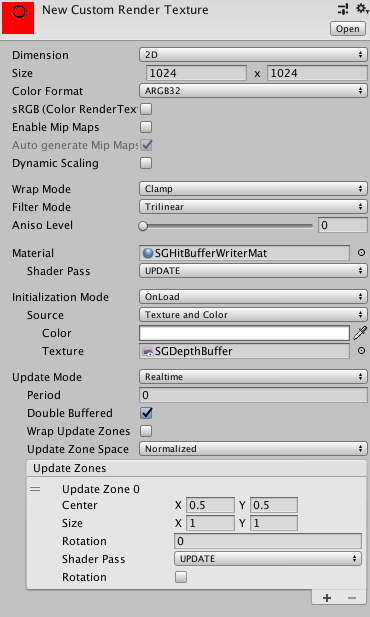 New Custom Render Texture
Open
Dimension 2D
Size 1024 x 1024
Color Format ARGB32
sRGB (Color RenderTex
Enable Mip Maps
Auto generate Mip Maps
Dynamic Scaling
Wrap Mode Clamp
Filter Mode Trilinear
Aniso Level 0
Material SGHitBufferWriterMat
Shader Pass UPDATE
Initialization Mode OnLoad
Source Texture and Color
Color
Texture SGDepthBuffer
Update Mode Realtime
Period 0
Double Buffered
Wrap Update Zones
Update Zone Space Normalized
Update Zones
Update Zone 0
Center X 0.5 Y 0.5
Size X 1 Y 1
Rotation 0
Shader Pass UPDATE
Rotation